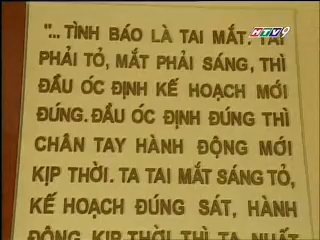 HTV9
"... TÌNH BÁO LÀ TAI MẮT. TAI
PHẢI TỎ, MẮT PHẢI SÁNG, THÌ
ĐẦU ÓC ĐỊNH KẾ HOẠCH MỚI
ĐÚNG. ĐẦU ÓC ĐỊNH ĐÚNG THÌ
CHÂN TAY HÀNH ĐỘNG MỚI
KỊP THỜI. TA TAI MẮT SÁNG TỎ,
KẾ HOẠCH ĐÚNG SÁT, HÀNH
ĐỘNG KỊP THỜI THÌ TA NHẤT